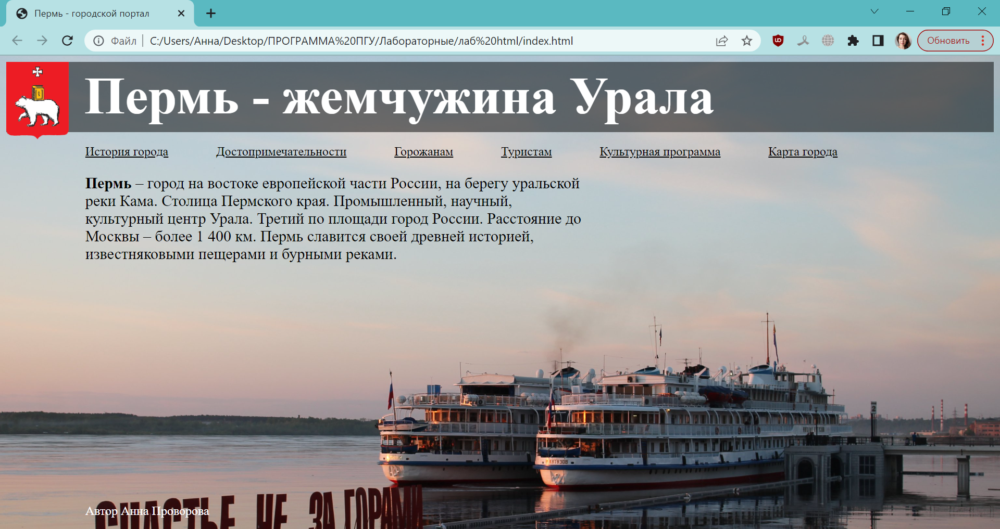 Пермь - городской портал
Файл
C:/Users/Анна/Desktop/ПРОГРАММА%20ПГУ/Лабораторные/лаб%20html/index.html
Обновить
Пермь - жемчужина Урала
История города
Достопримечательности
Горожанам
Туристам
Культурная программа
Карта города
Пермь – город на востоке европейской части России, на берегу уральской
реки Кама. Столица Пермского края. Промышленный, научный,
культурный центр Урала. Третий по площади город России. Расстояние до
Москвы – более 1 400 км. Пермь славится своей древней историей,
известняковыми пещерами и бурными реками.
2
М.КУТУЗОВ
СЧАСТЬЕ НЕ ЗА ГОРАМИ
Автор Анна Проворова